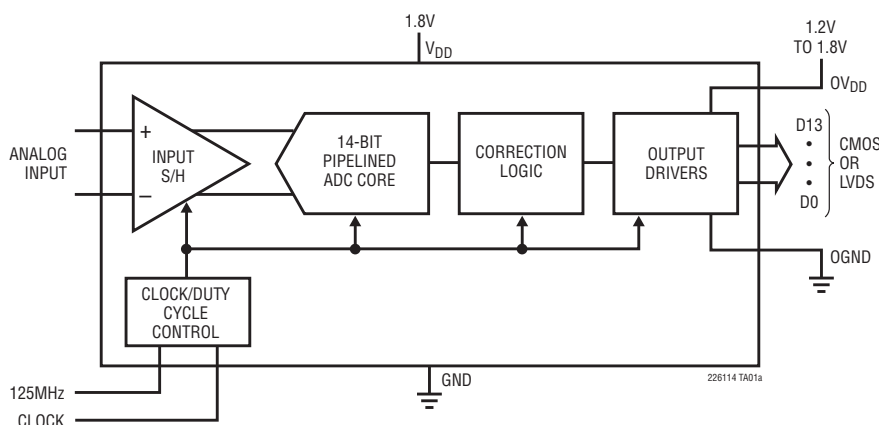 1.8V
VDD
1.2V
TO 1.8V
OVDD
ANALOG
INPUT
+
−
INPUT
S/H
14-BIT
PIPELINED
ADC CORE
CORRECTION
LOGIC
OUTPUT
DRIVERS
D13
•
•
•
D0
CMOS
OR
LVDS
OGND
CLOCK/DUTY
CYCLE
CONTROL
GND
226114 TA01a
125MHz
CLOCK